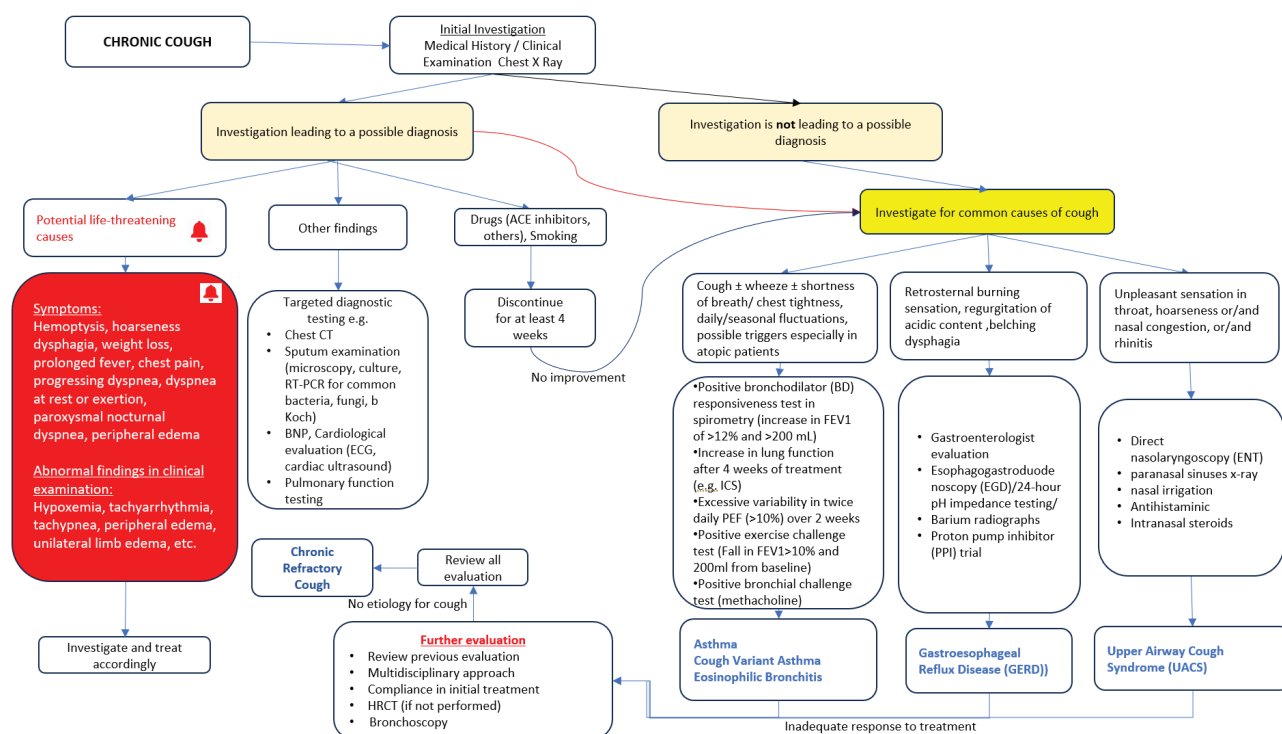 CHRONIC COUGH
Initial Investigation
Medical History / Clinical
Examination Chest X Ray
Investigation leading to a possible diagnosis
Investigation is not leading to a possible
diagnosis
Potential life-threatening
causes
Other findings
Drugs (ACE inhibitors,
others), Smoking
Investigate for common causes of cough
Symptoms:
Hemoptysis, hoarseness
dysphagia, weight loss,
prolonged fever, chest pain,
progressing dyspnea, dyspnea
at rest or exertion,
paroxysmal nocturnal
dyspnea, peripheral edema
Abnormal findings in clinical
examination:
Hypoxemia, tachyarrhythmia,
tachypnea, peripheral edema,
unilateral limb edema, etc.
Investigate and treat
accordingly
Targeted diagnostic
testing e.g.
• Chest CT
• Sputum examination
(microscopy, culture,
RT-PCR for common
bacteria, fungi, b
Koch)
• BNP, Cardiological
evaluation (ECG,
cardiac ultrasound)
• Pulmonary function
testing
Discontinue
for at least 4
weeks
No improvement
Cough ± wheeze ± shortness
of breath/ chest tightness,
daily/seasonal fluctuations,
possible triggers especially in
atopic patients
Retrosternal burning
sensation, regurgitation of
acidic content ,belching
dysphagia
Unpleasant sensation in
throat, hoarseness or/and
nasal congestion, or/and
rhinitis
•Positive bronchodilator (BD)
responsiveness test in
spirometry (increase in FEV1
of >12% and >200 mL)
•Increase in lung function
after 4 weeks of treatment
(e.g. ICS)
•Excessive variability in twice
daily PEF (>10%) over 2 weeks
•Positive exercise challenge
test (Fall in FEV1>10% and
200ml from baseline)
•Positive bronchial challenge
test (methacholine)
• Gastroenterologist
evaluation
• Esophagogastroduode
noscopy (EGD)/24-hour
pH impedance testing/
• Barium radiographs
• Proton pump inhibitor
(PPI) trial
• Direct
nasolaryngoscopy (ENT)
• paranasal sinuses x-ray
• nasal irrigation
• Antihistaminic
• Intranasal steroids
Asthma
Cough Variant Asthma
Eosinophilic Bronchitis
Gastroesophageal
Reflux Disease (GERD))
Upper Airway Cough
Syndrome (UACS)
Inadequate response to treatment
Further evaluation
• Review previous evaluation
• Multidisciplinary approach
• Compliance in initial treatment
• HRCT (if not performed)
• Bronchoscopy
No etiology for cough
Review all
evaluation
Chronic
Refractory
Cough